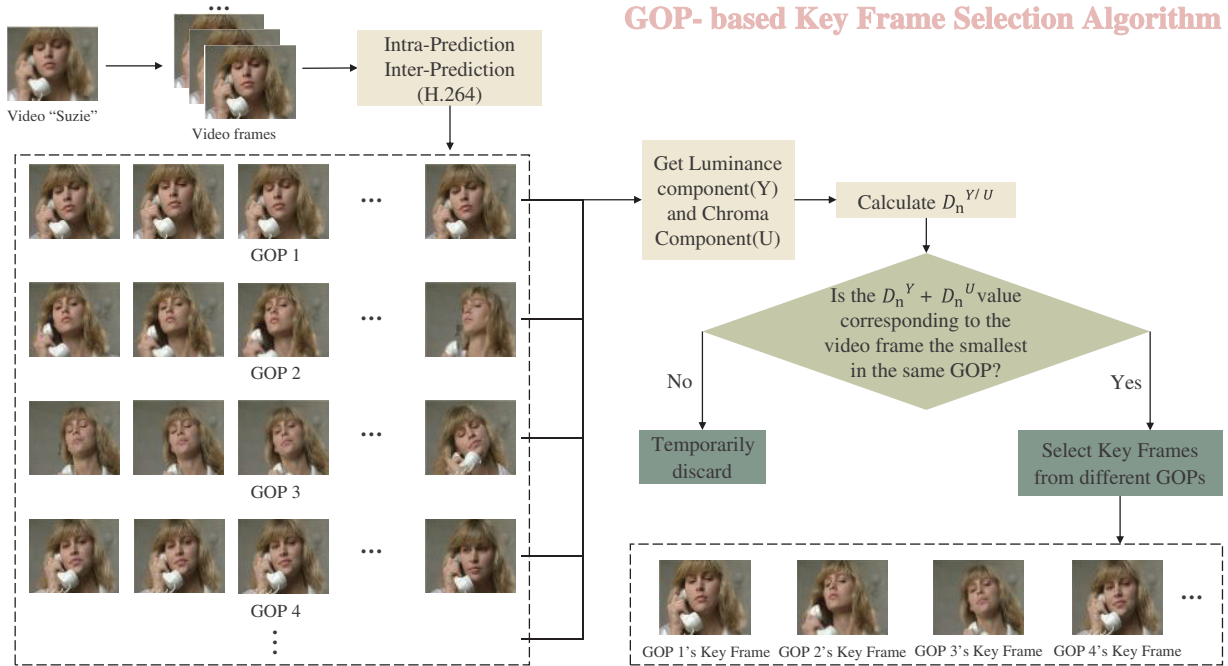 GOP- based Key Frame Selection Algorithm
...
Video “Suzie”
Video frames
Intra-Prediction
Inter-Prediction
(H.264)
...
GOP 1
...
GOP 2
...
GOP 3
...
GOP 4
...
Get Luminance
component(Y)
and Chroma
Component(U)
Calculate Dₙ^{Y/U}
Is the Dₙ^Y + Dₙ^U value
corresponding to the
video frame the smallest
in the same GOP?
No
Yes
Temporarily
discard
Select Key Frames
from different GOPs
...
GOP 1’s Key Frame
GOP 2’s Key Frame
GOP 3’s Key Frame
GOP 4’s Key Frame